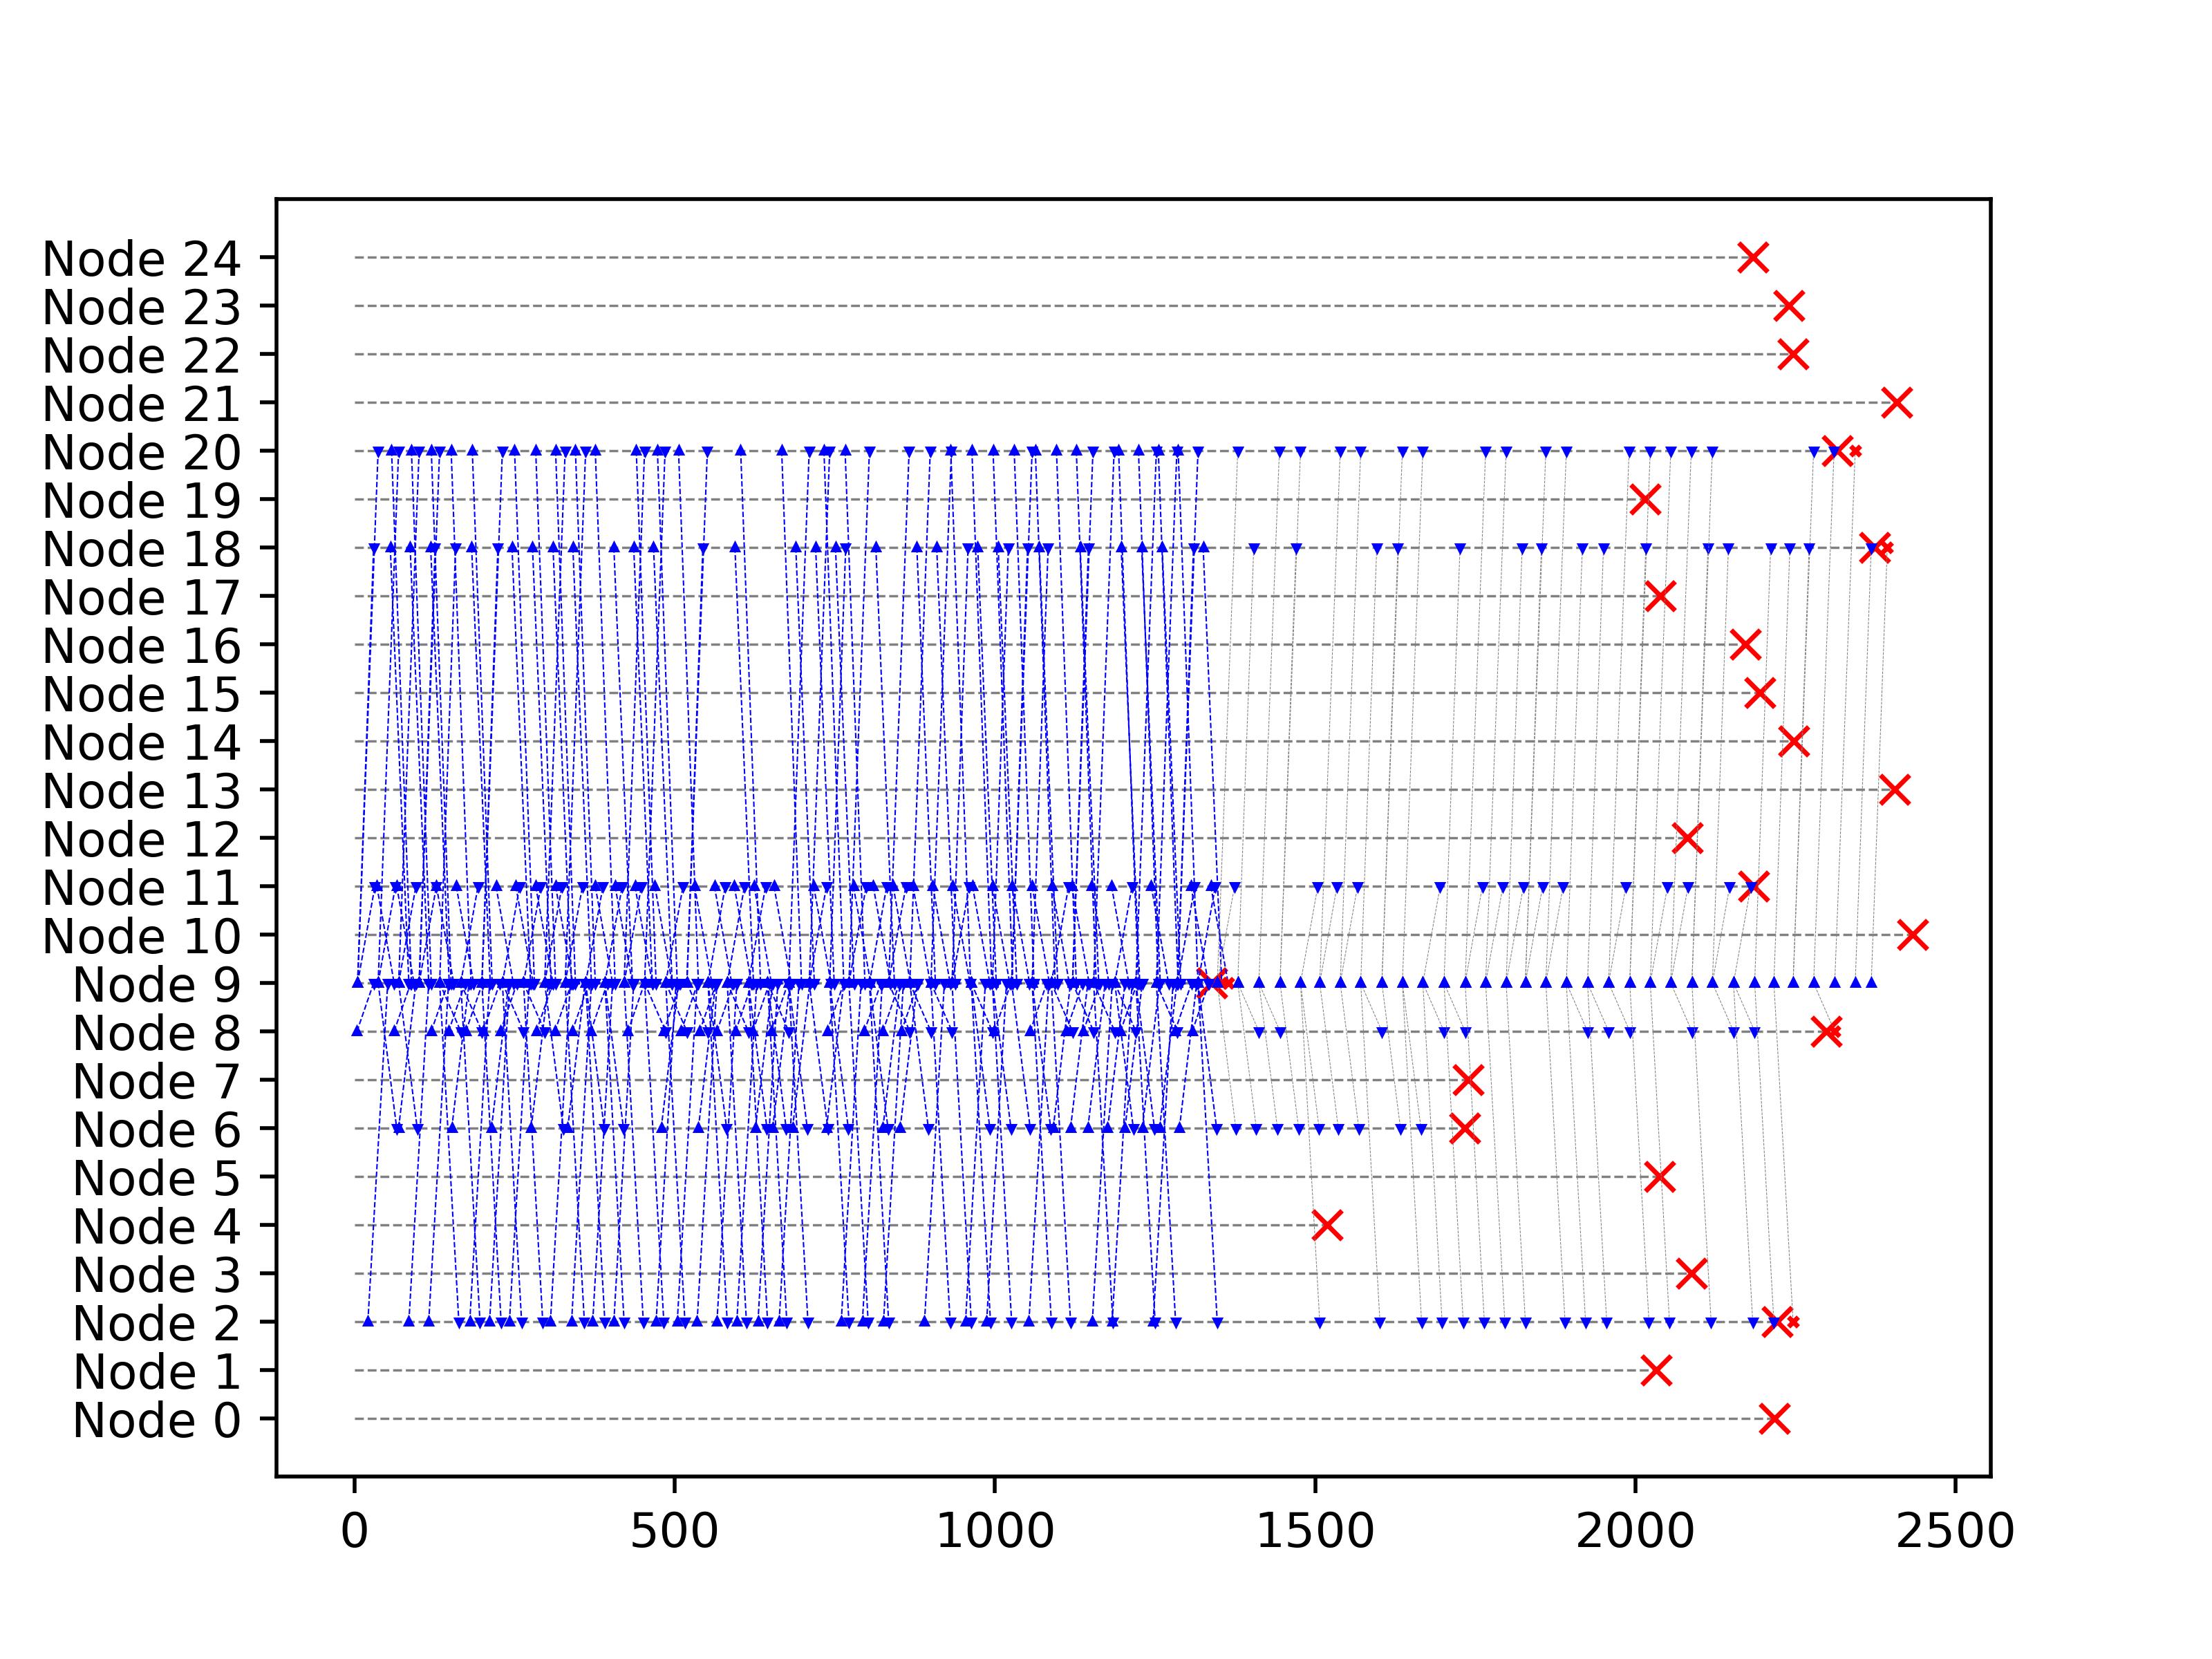 Node 24
Node 23
Node 22
Node 21
Node 20
Node 19
Node 18
Node 17
Node 16
Node 15
Node 14
Node 13
Node 12
Node 11
Node 10
Node 9
Node 8
Node 7
Node 6
Node 5
Node 4
Node 3
Node 2
Node 1
Node 0
0 500 1000 1500 2000 2500